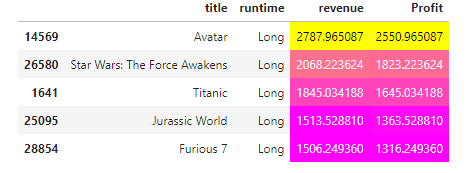 title runtime revenue Profit
14569 Avatar Long 2787.965087 2550.965087
26580 Star Wars: The Force Awakens Long 2068.223624 1823.223624
1641 Titanic Long 1845.034188 1645.034188
25095 Jurassic World Long 1513.528810 1363.528810
28854 Furious 7 Long 1506.249360 1316.249360